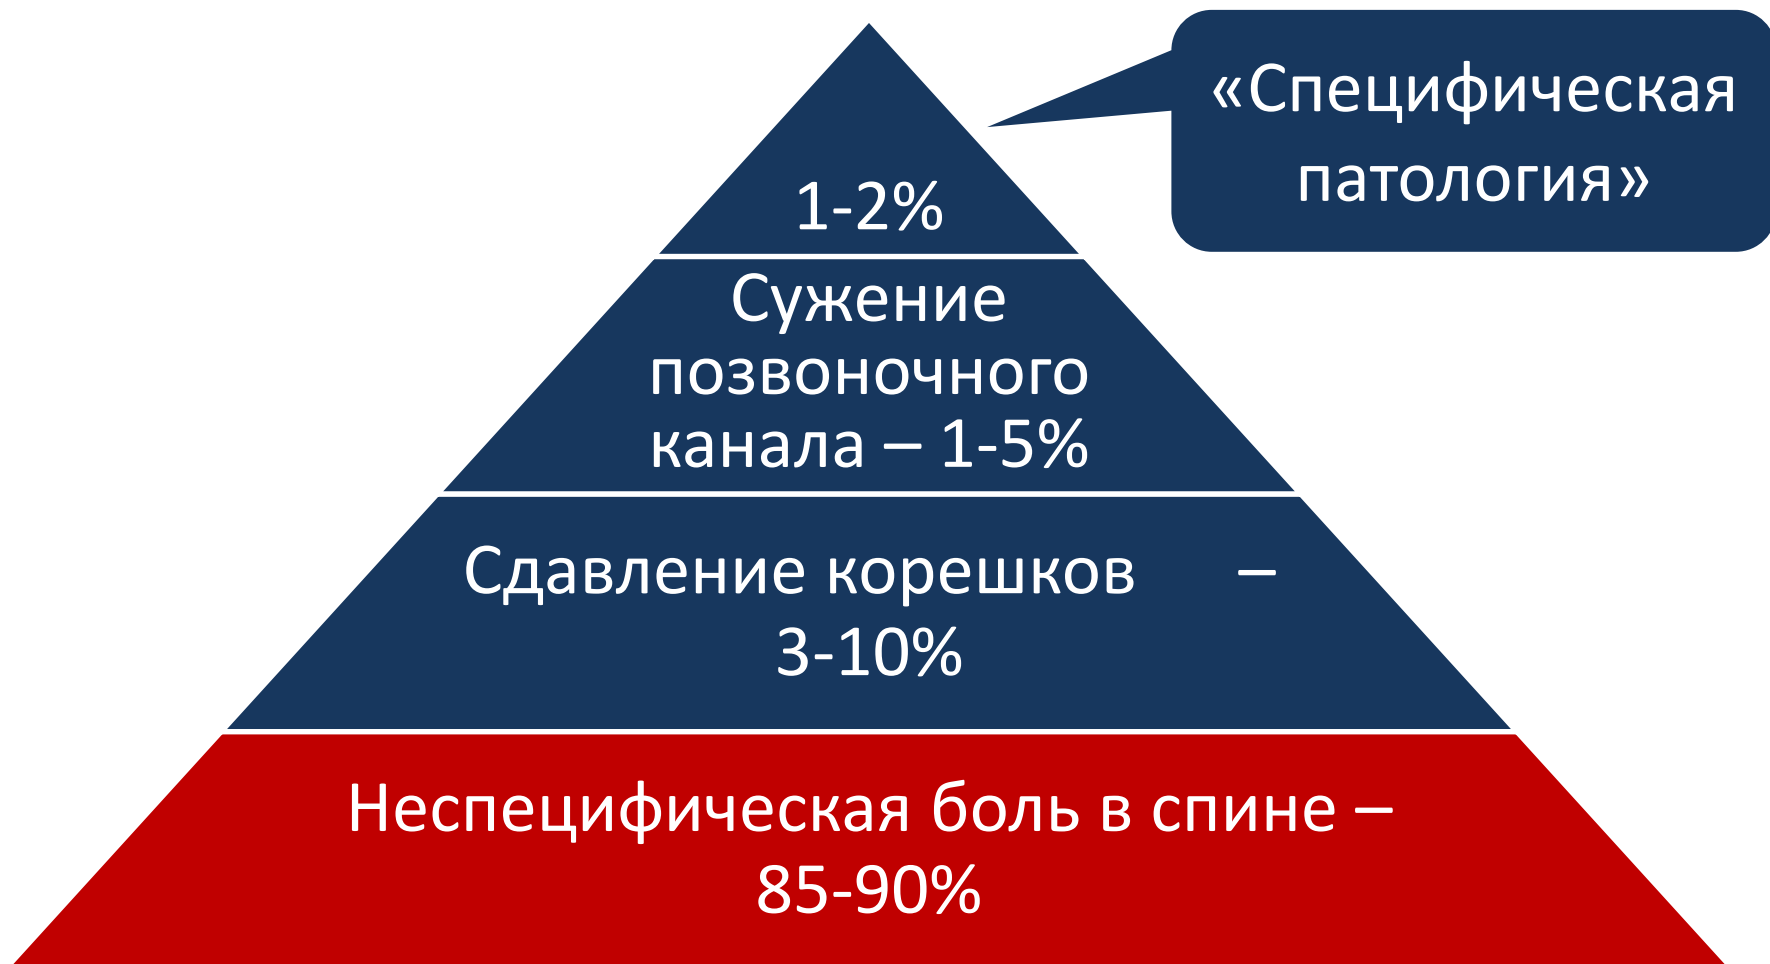 «Специфическая
патология»
1-2%
Сужение
позвоночного
канала – 1-5%
Сдавление корешков –
3-10%
Неспецифическая боль в спине –
85-90%